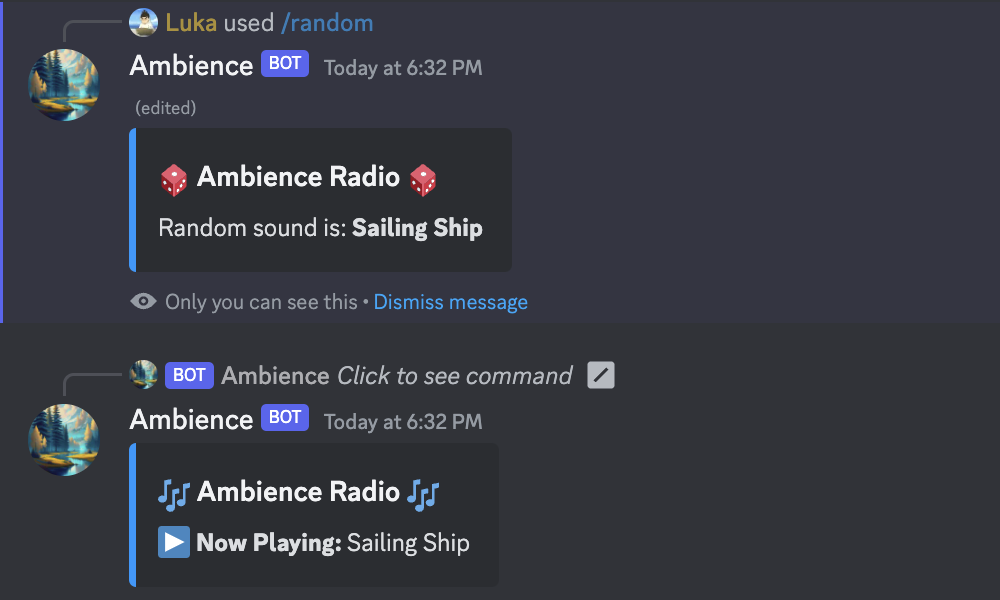 Luka used /random
Ambience BOT Today at 6:32 PM
(edited)
Ambience Radio
Random sound is: Sailing Ship
Only you can see this • Dismiss message
BOT Ambience Click to see command
Ambience BOT Today at 6:32 PM
Ambience Radio
Now Playing: Sailing Ship